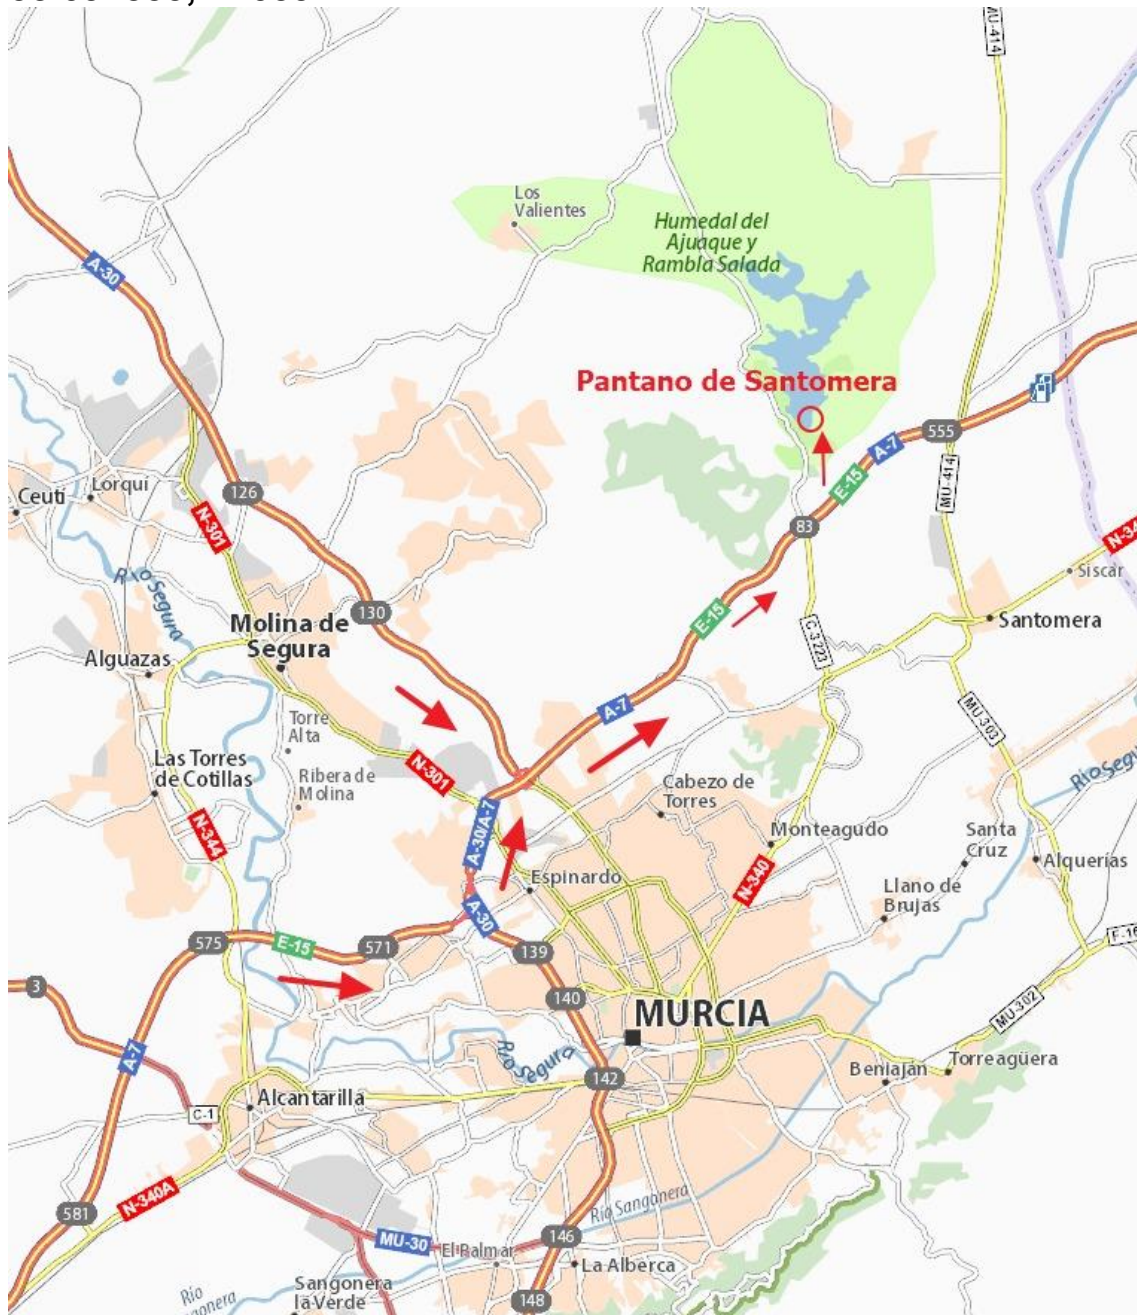 MU-414
Los
Valientes
Humedal del
Ajuaque y
Rambla Salada
A-30
Pantano de Santomera
555
A-7
E-15
MU-414
126
Ceutí
Lorquí
N-301
83
Río Segura
Siscar
130
E-15
Molina de
Segura
Santomera
C-3223
Alguazas
A-7
Torre
Alta
MU-303
Las Torres
de Cotillas
N-301
Ribera de
Molina
Cabezo de
Torres
N-344
A-30/A-7
Monteagudo
Santa
Cruz
Alquerías
Espinardo
N-340
Llano de
Brujas
A-30
575
E-15
571
139
3
140
MURCIA
MU-302
Río Segura
A-7
142
Torreagüera
Beniaján
Alcantarilla
C-1
N-340A
Río Sangonera
581
MU-30
El Palmar
146
La Alberca
Sangonera
la Verde
148